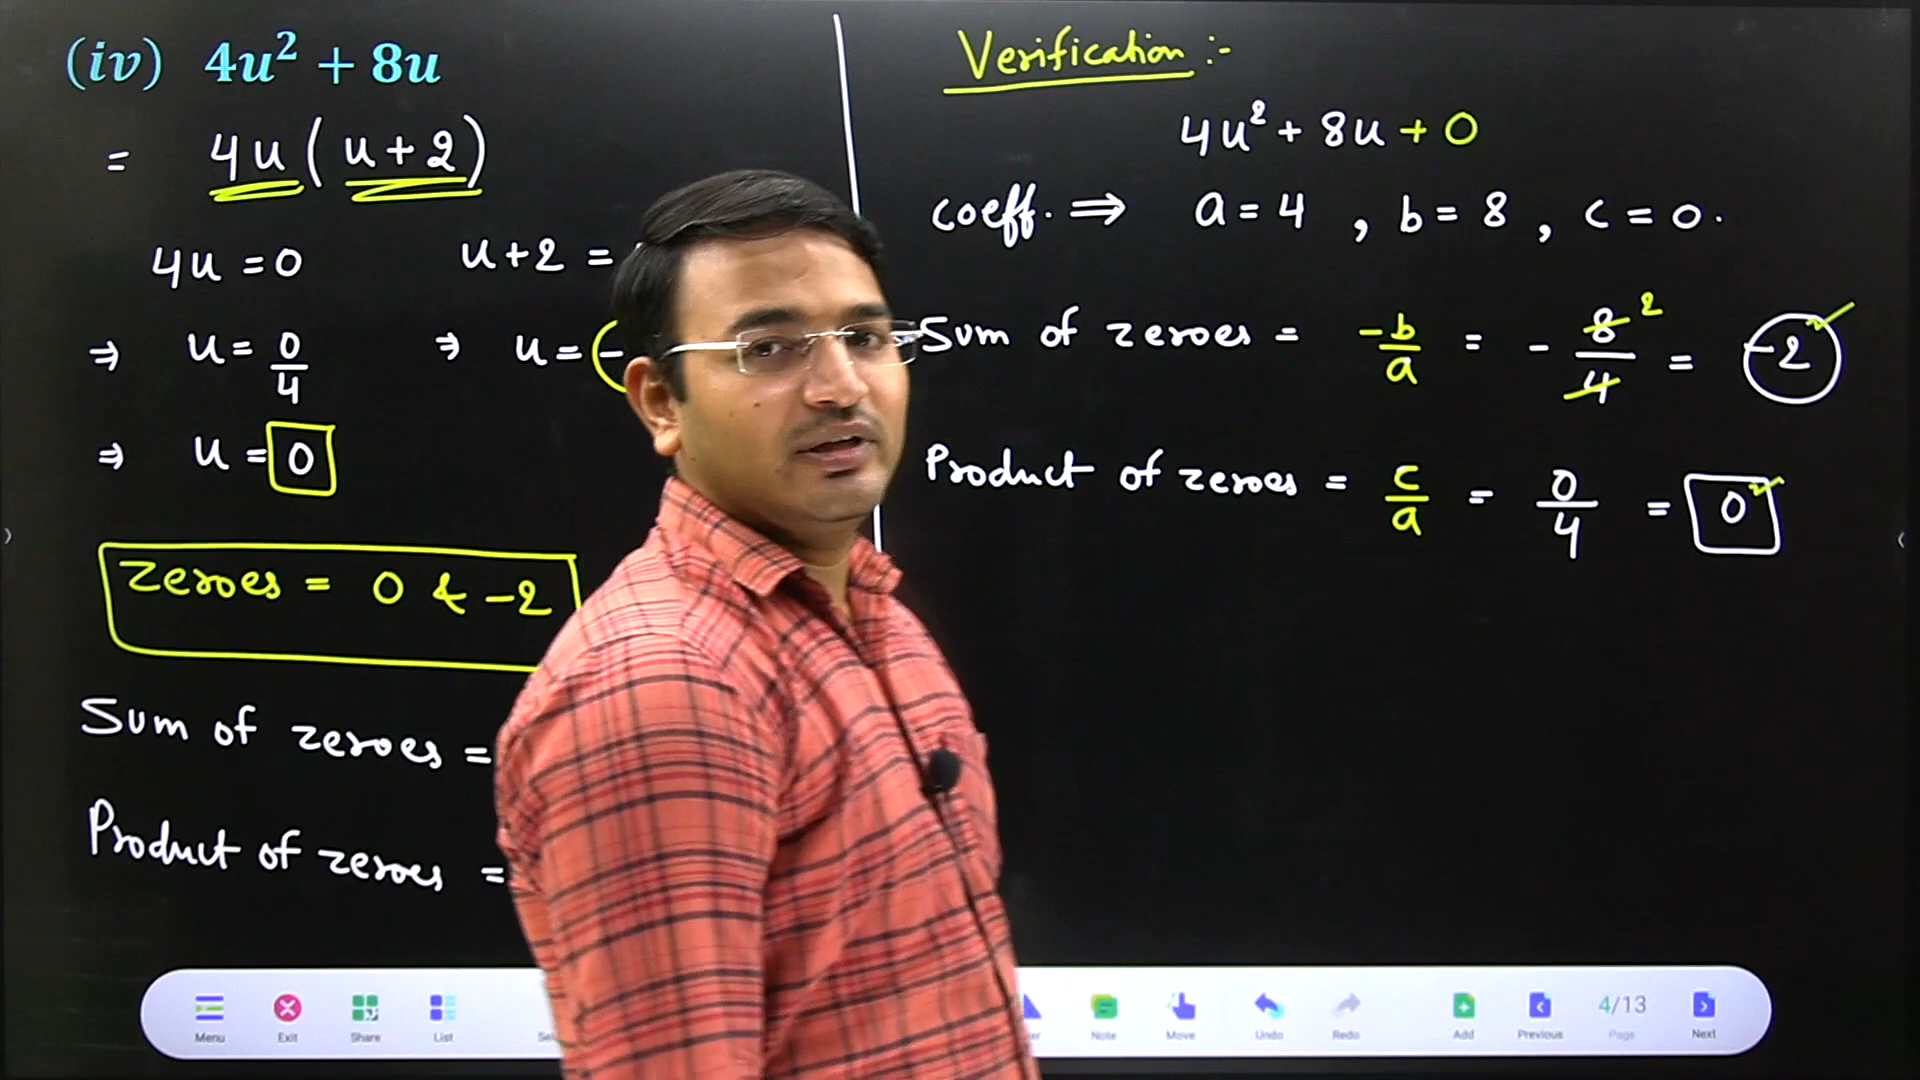 (iv) 4u² + 8u
= 4u(u+2)
4u = 0
u+2 =
⇒ u = 0/4
⇒ u = -
⇒ u = 0
zeroes = 0 & -2
Sum of zeroes =
Product of zeroes =
Verification :-
4u² + 8u + 0
coeff. ⇒ a = 4 , b = 8 , c = 0.
Sum of zeroes = -b/a = - 8/4 2 = -2
Product of zeroes = c/a = 0/4 = 0
Menu Exit Share List Note Move Undo Redo Add Previous 4/13 Page Next